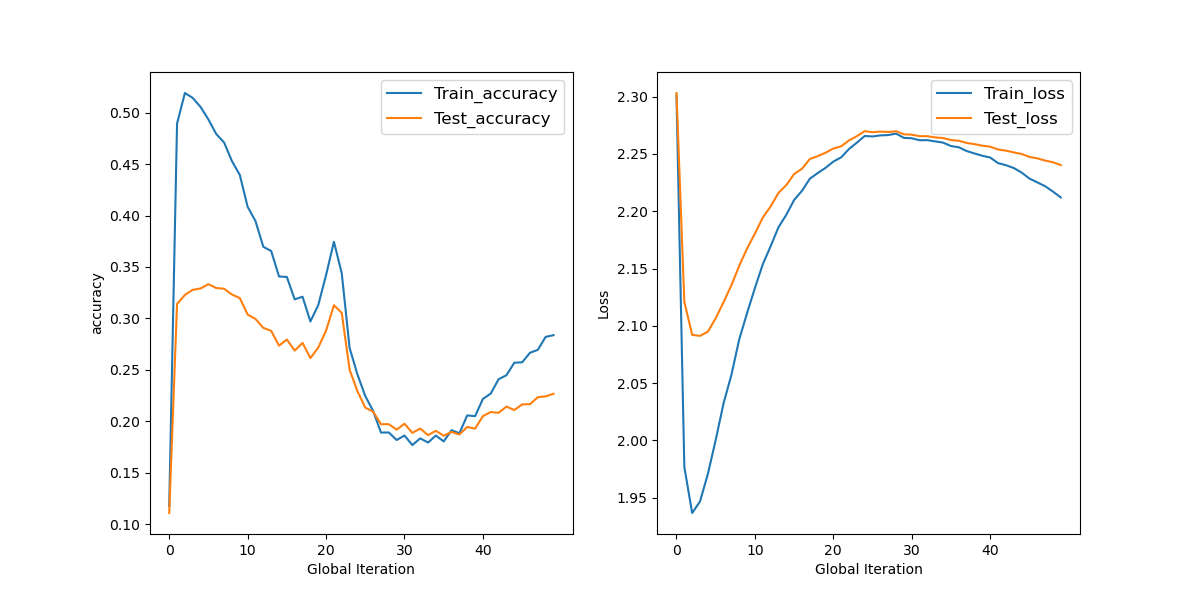 Train_accuracy
Test_accuracy
accuracy
0.50
0.45
0.40
0.35
0.30
0.25
0.20
0.15
0.10
0 10 20 30 40
Global Iteration
Train_loss
Test_loss
Loss
2.30
2.25
2.20
2.15
2.10
2.05
2.00
1.95
0 10 20 30 40
Global Iteration